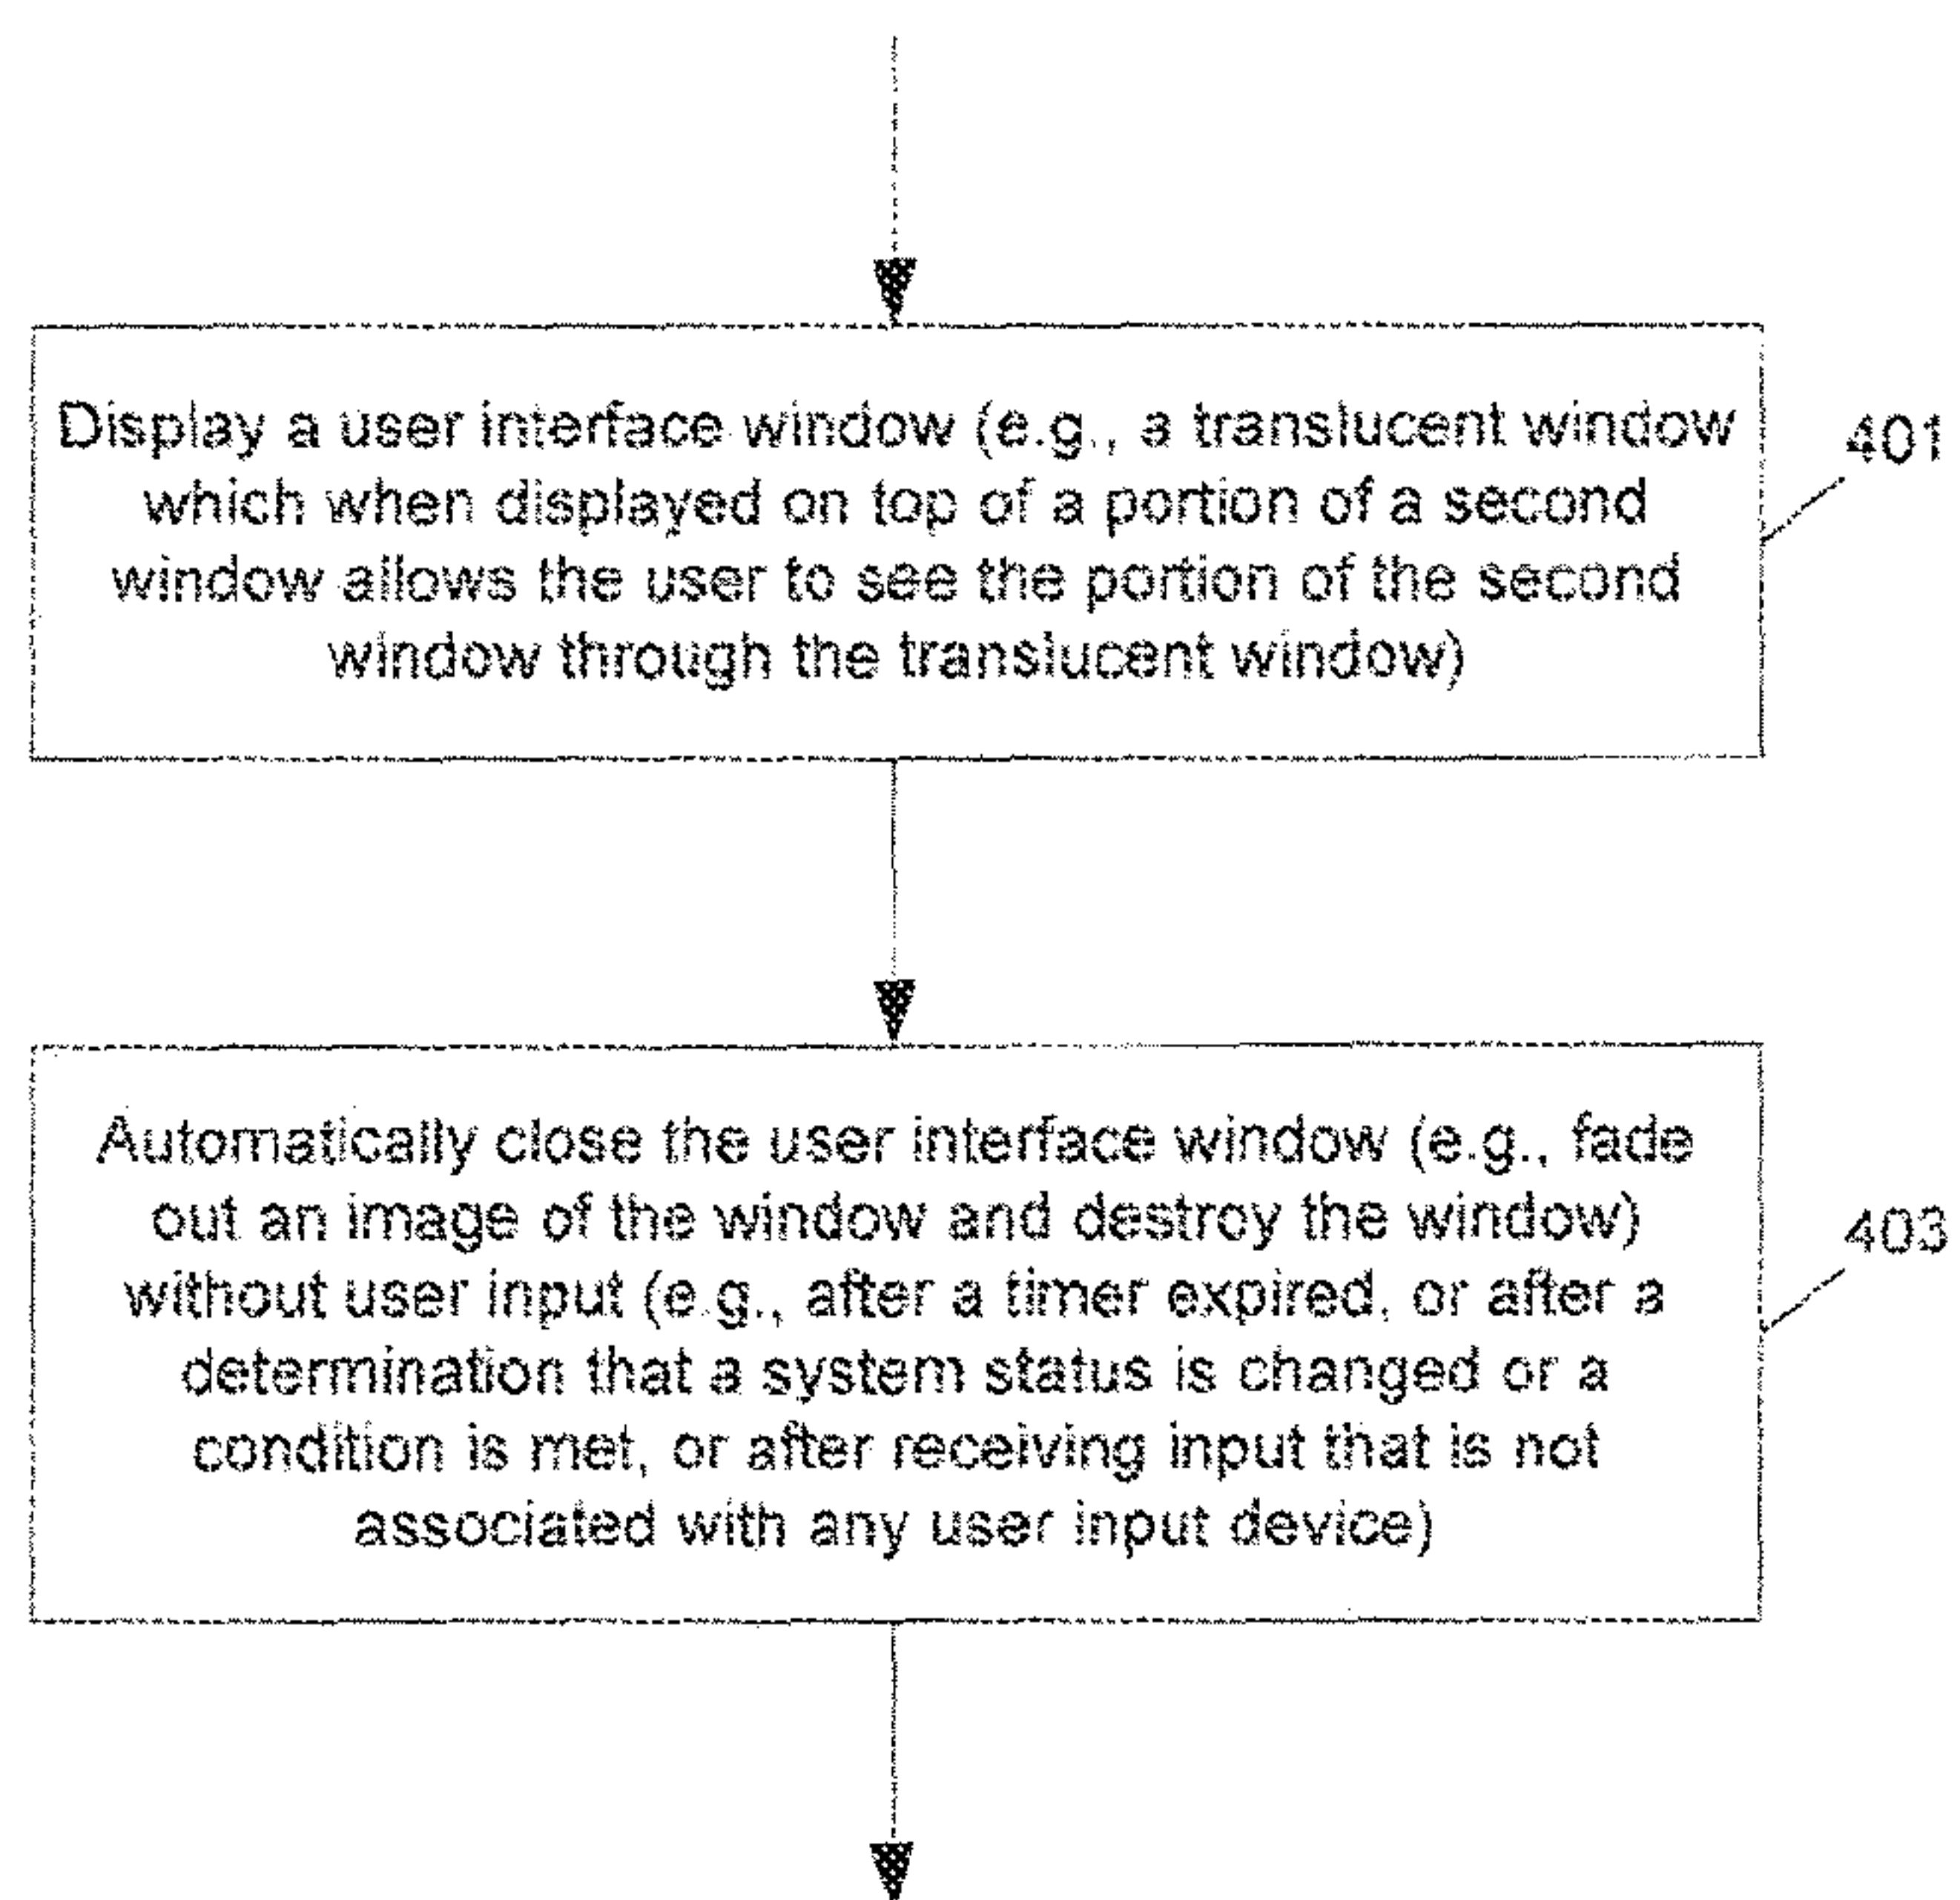 Display a user interface window (e.g., a translucent window
which when displayed on top of a portion of a second
window allows the user to see the portion of the second
window through the translucent window)
401
Automatically close the user interface window (e.g., fade
out an image of the window and destroy the window)
without user input (e.g., after a timer expired, or after a
determination that a system status is changed or a
condition is met, or after receiving input that is not
associated with any user input device)
403